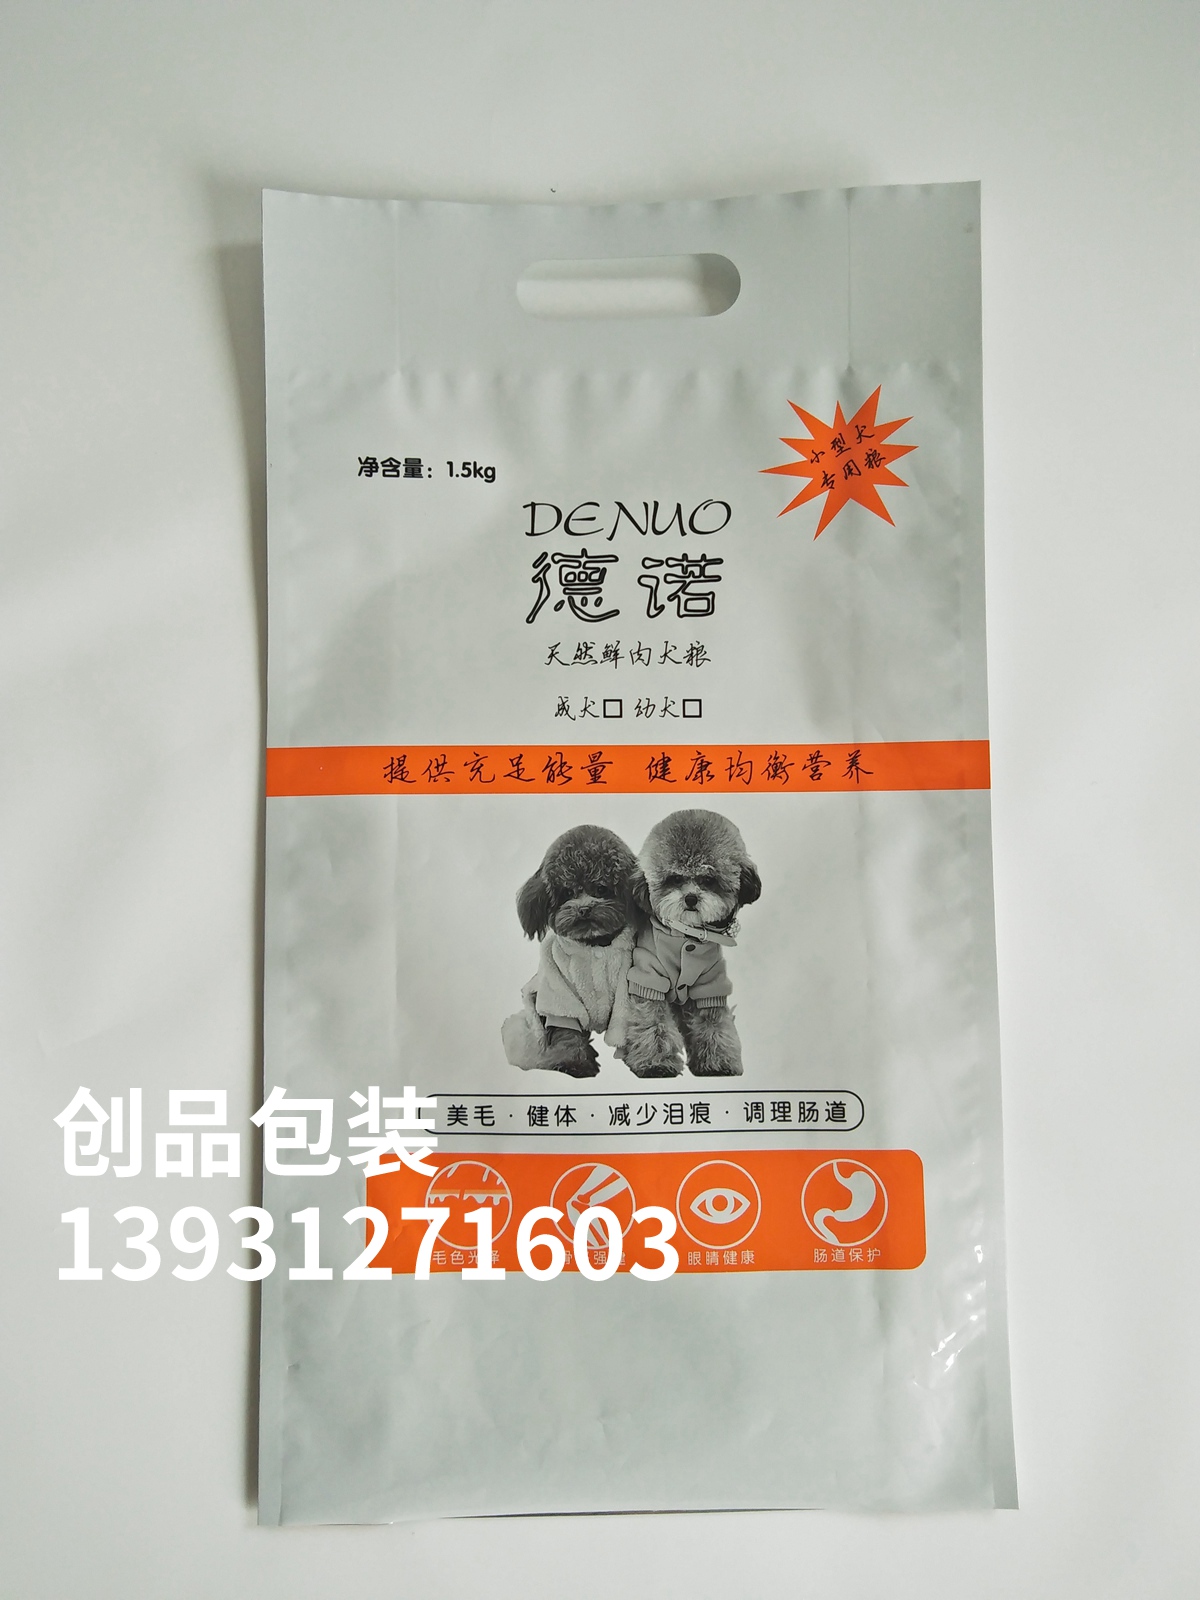 小型犬
专用粮
净含量：1.5kg
DENUO
德诺
天然鲜肉犬粮
成犬□ 幼犬□
提供充足能量 健康均衡营养
美毛·健体·减少泪痕·调理肠道
创品包装
13931271603
毛色光泽 强 眼睛健康 肠道保护